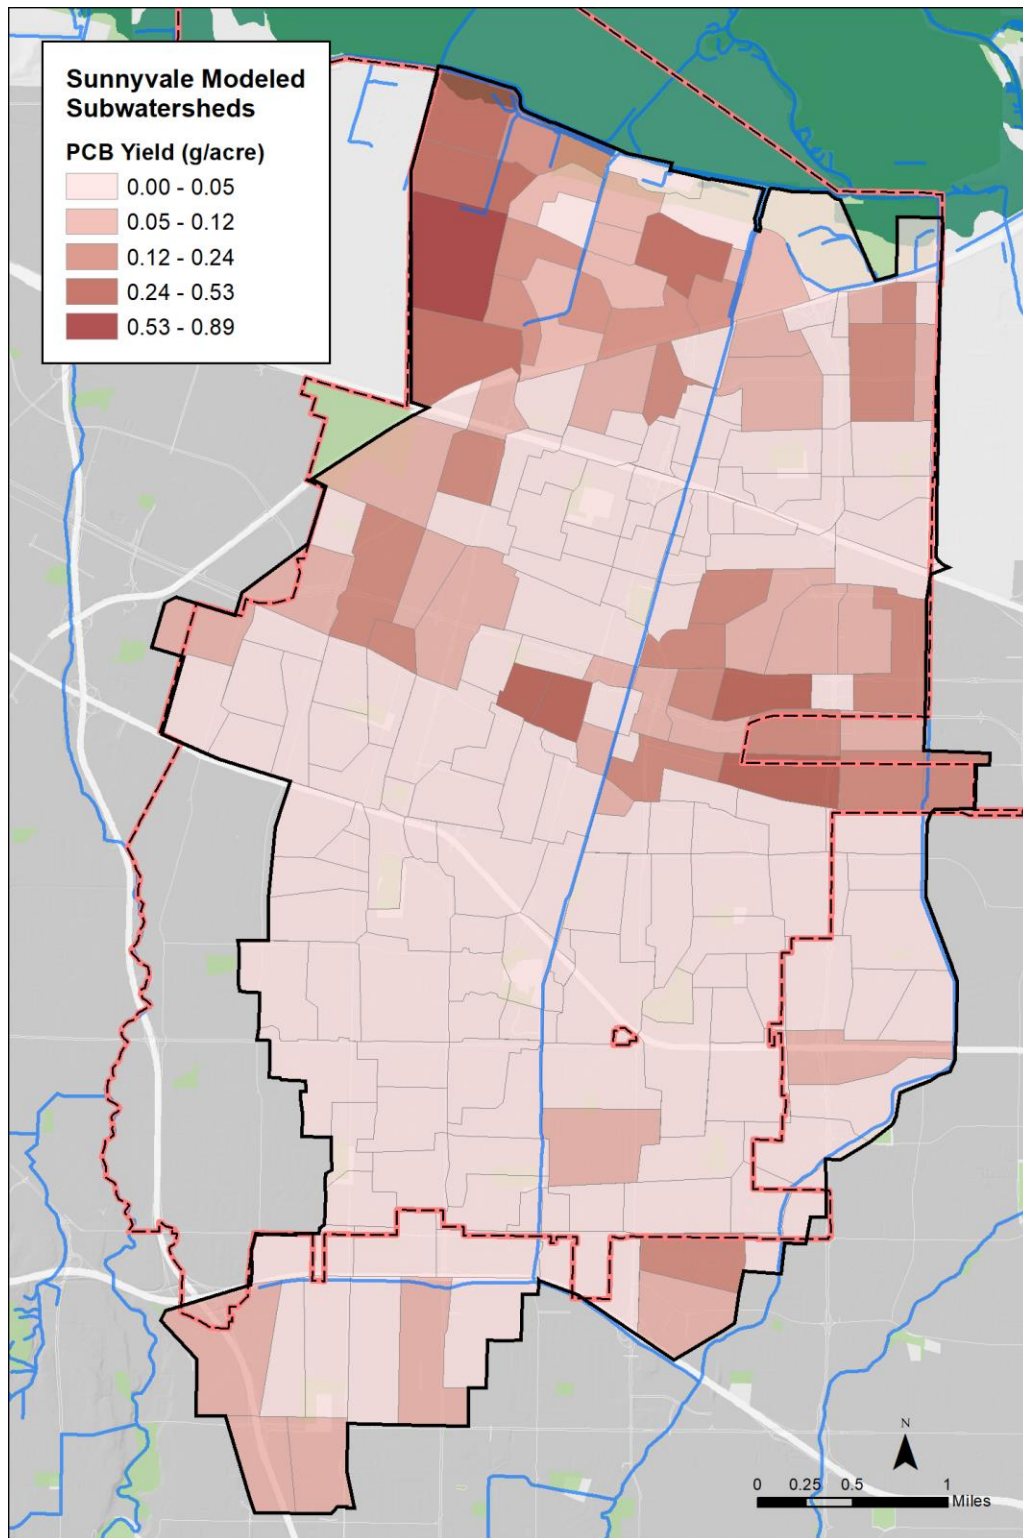 Sunnyvale Modeled
Subwatersheds
PCB Yield (g/acre)
0.00 - 0.05
0.05 - 0.12
0.12 - 0.24
0.24 - 0.53
0.53 - 0.89
N
0 0.25 0.5 1
Miles